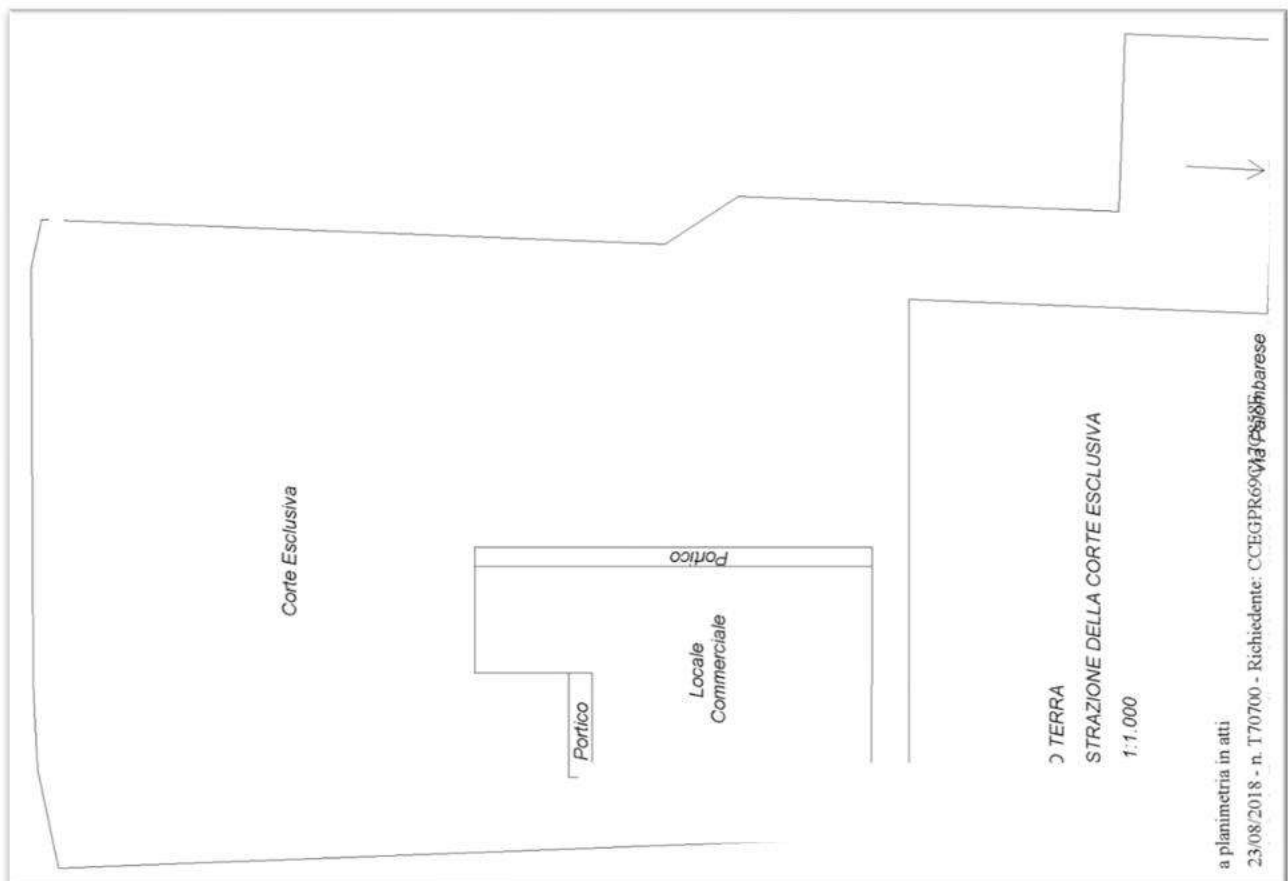 Corte Esclusiva
Portico
Portico
Locale
Commerciale
O TERRA
STRAZIONE DELLA CORTE ESCLUSIVA
1:1.000
Via Palombarese
a planimetria in atti
23/08/2018 - n. T70700 - Richiedente: